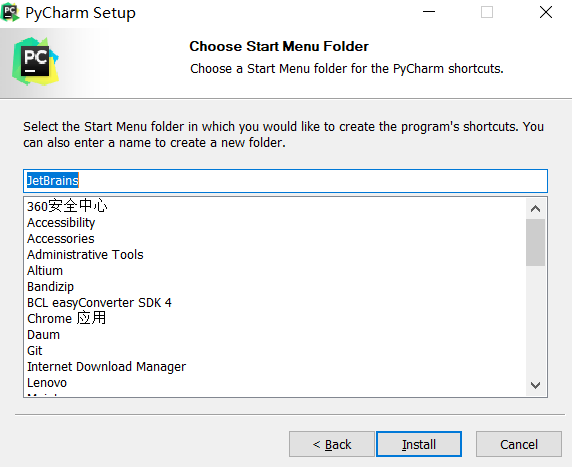 PyCharm Setup
PC
Choose Start Menu Folder
Choose a Start Menu folder for the PyCharm shortcuts.
PC
Select the Start Menu folder in which you would like to create the program's shortcuts. You
can also enter a name to create a new folder.
JetBrains
360安全中心
Accessibility
Accessories
Administrative Tools
Altium
Bandizip
BCL easyConverter SDK 4
Chrome 应用
Daum
Git
Internet Download Manager
Lenovo
< Back
Install
Cancel